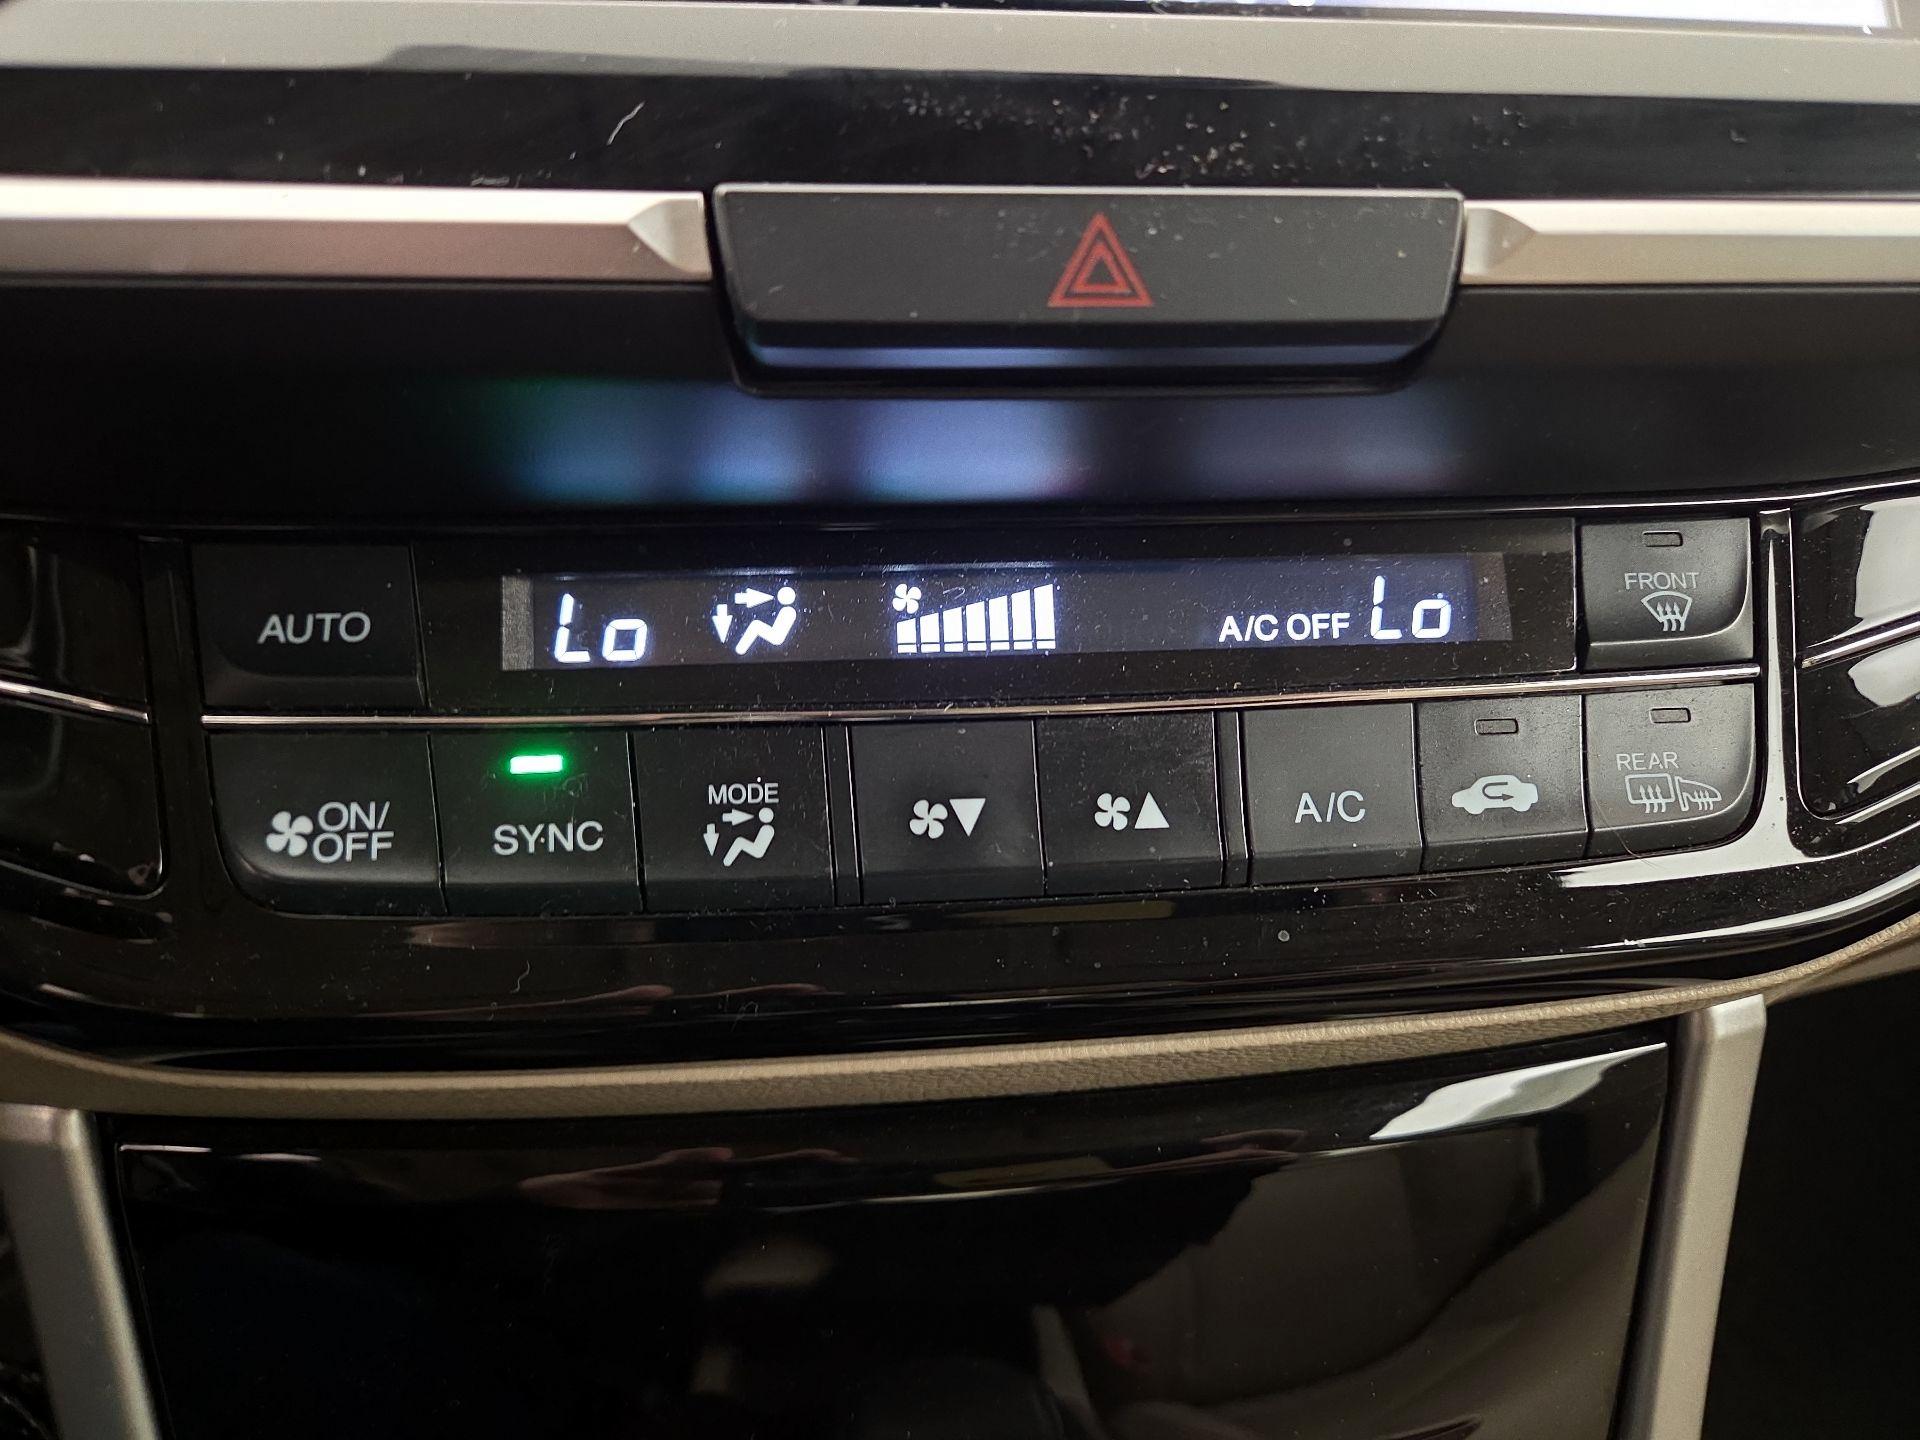 AUTO
Lo
A/C OFF Lo
FRONT
ON/
OFF
SYNC
MODE
A/C
REAR